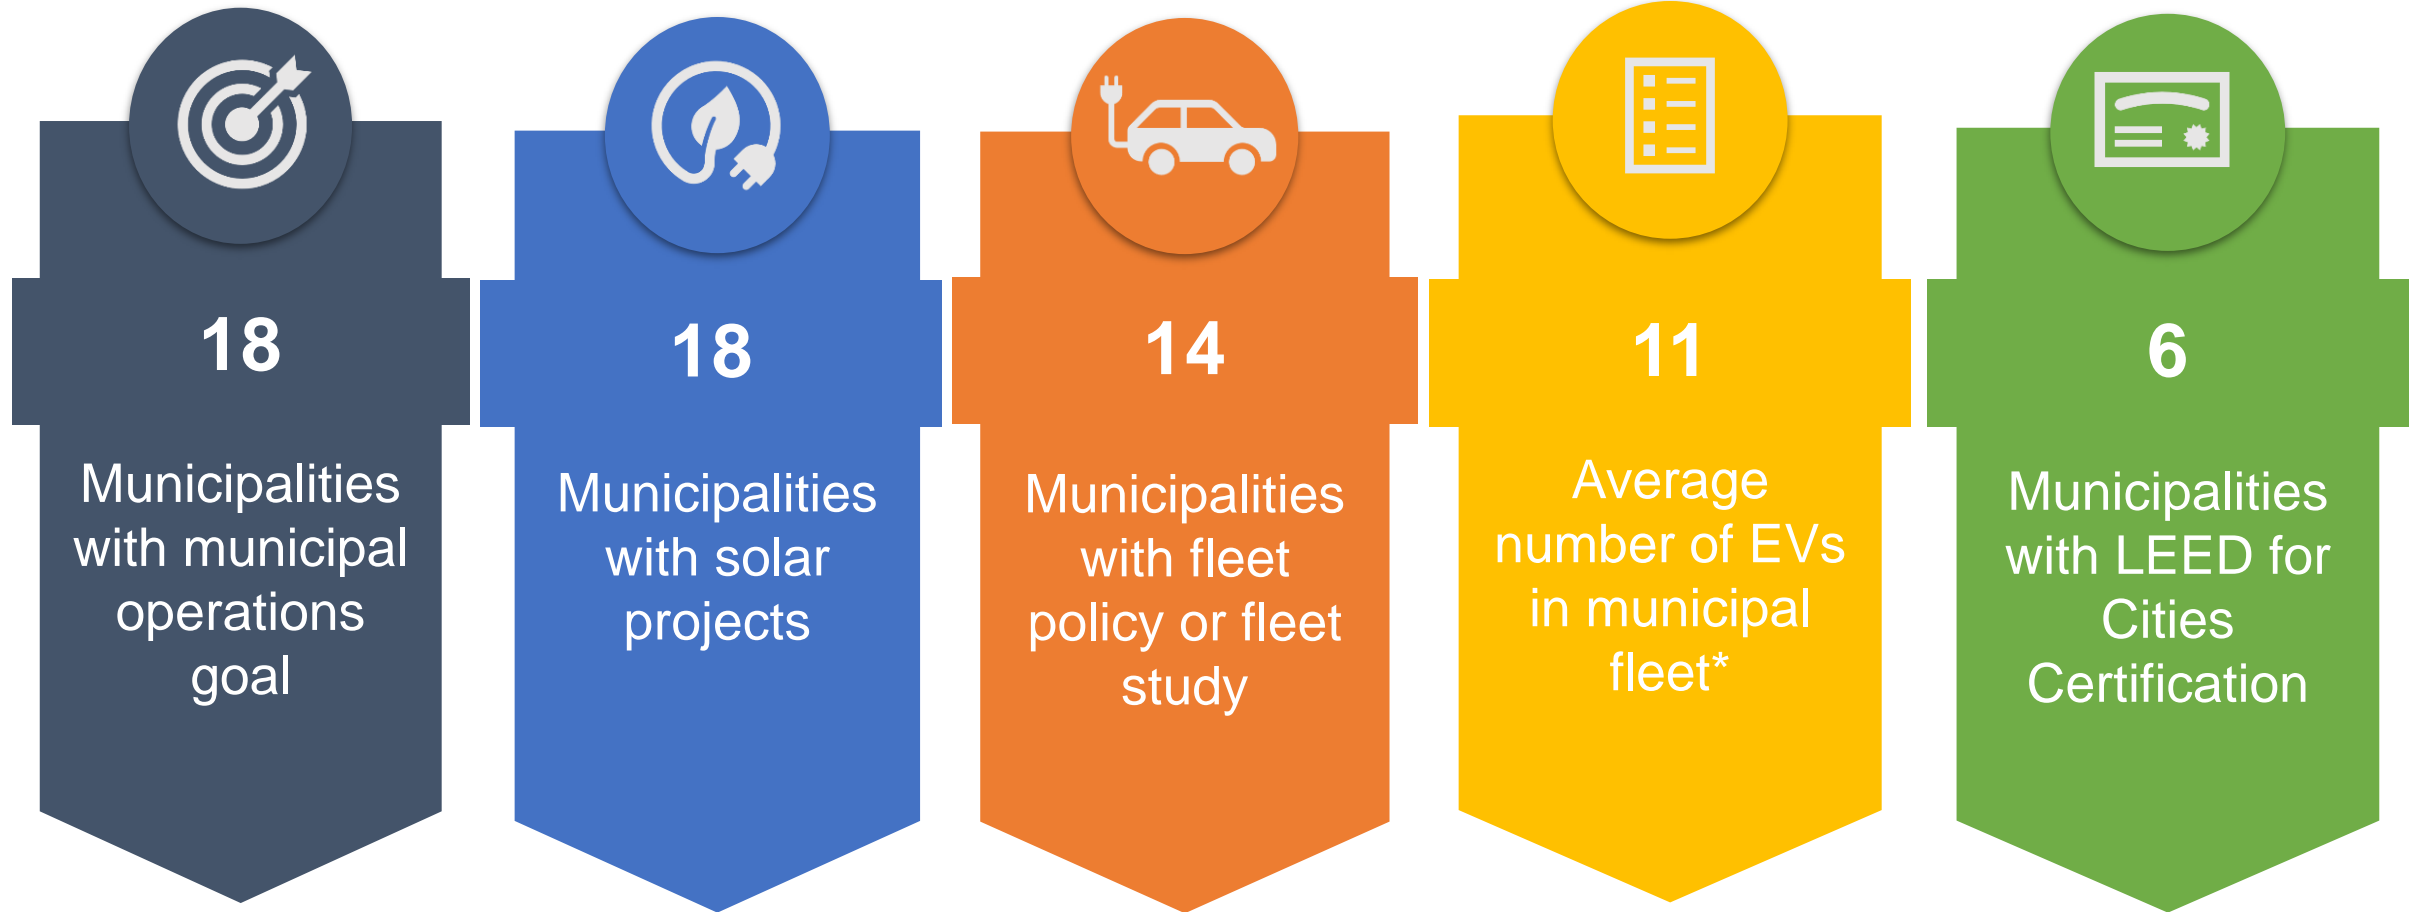 18
Municipalities
with municipal
operations
goal
18
Municipalities
with solar
projects
14
Municipalities
with fleet
policy or fleet
study
11
Average
number of EVs
in municipal
fleet*
6
Municipalities
with LEED for
Cities
Certification